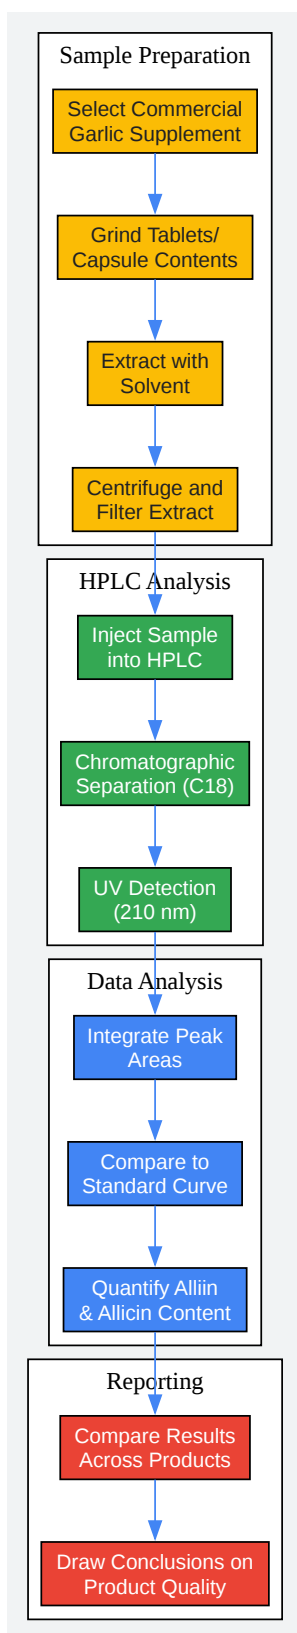 Sample Preparation
Select Commercial
Garlic Supplement
Grind Tablets/
Capsule Contents
Extract with
Solvent
Centrifuge and
Filter Extract
HPLC Analysis
Inject Sample
into HPLC
Chromatographic
Separation (C18)
UV Detection
(210 nm)
Data Analysis
Integrate Peak
Areas
Compare to
Standard Curve
Quantify Alliin
& Allicin Content
Reporting
Compare Results
Across Products
Draw Conclusions on
Product Quality